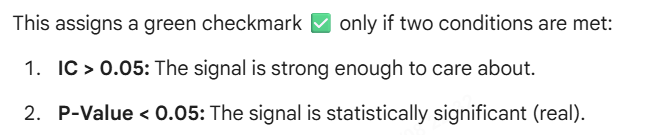 This assigns a green checkmark ✅ only if two conditions are met:
1. IC > 0.05: The signal is strong enough to care about.
2. P-Value < 0.05: The signal is statistically significant (real).